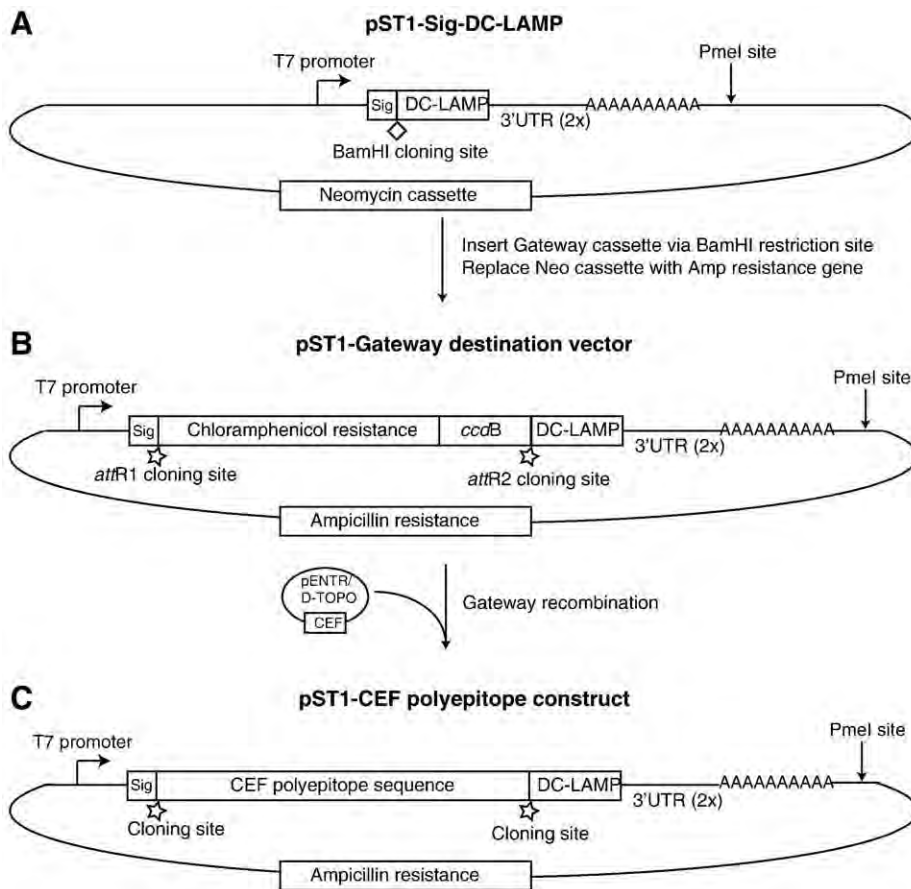 A
pST1-Sig-DC-LAMP
T7 promoter
PmeI site
Sig
DC-LAMP
AAAAAAAAAA
3'UTR (2x)
BamHI cloning site
Neomycin cassette
Insert Gateway cassette via BamHI restriction site
Replace Neo cassette with Amp resistance gene
B
pST1-Gateway destination vector
T7 promoter
PmeI site
Sig
Chloramphenicol resistance
ccdB
DC-LAMP
AAAAAAAAAA
3'UTR (2x)
attR1 cloning site
attR2 cloning site
Ampicillin resistance
pENTR/
D-TOPO
CEF
Gateway recombination
C
pST1-CEF polyepitope construct
T7 promoter
PmeI site
Sig
CEF polyepitope sequence
DC-LAMP
AAAAAAAAAA
3'UTR (2x)
Cloning site
Cloning site
Ampicillin resistance